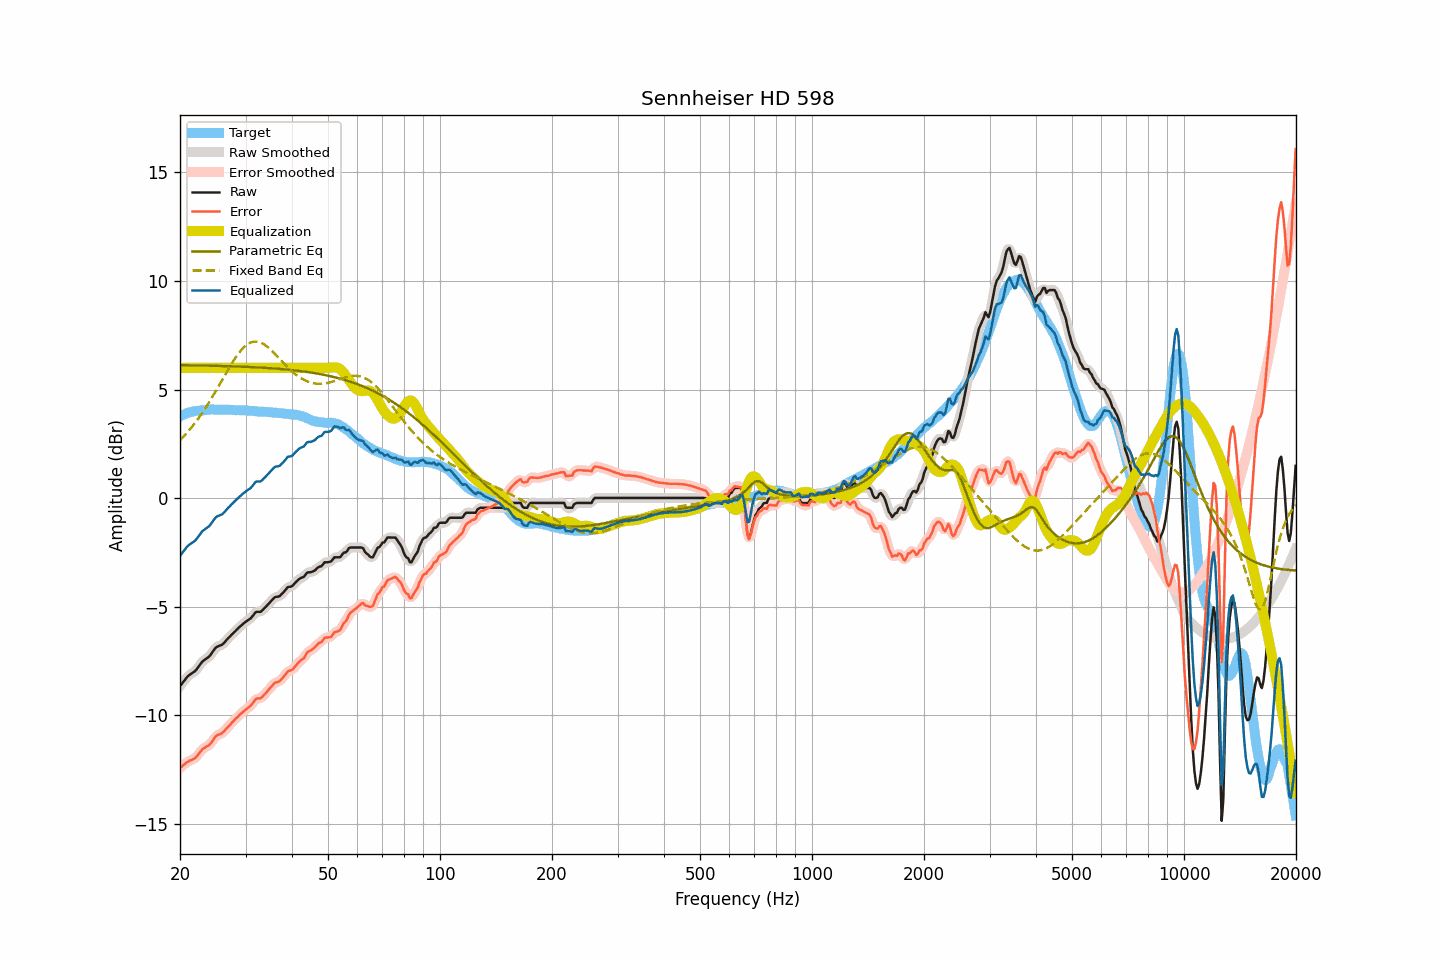 Sennheiser HD 598
Target
Raw Smoothed
Error Smoothed
Raw
Error
Equalization
Parametric Eq
Fixed Band Eq
Equalized
Amplitude (dBr)
15
10
5
0
−5
−10
−15
20 50 100 200 500 1000 2000 5000 10000 20000
Frequency (Hz)